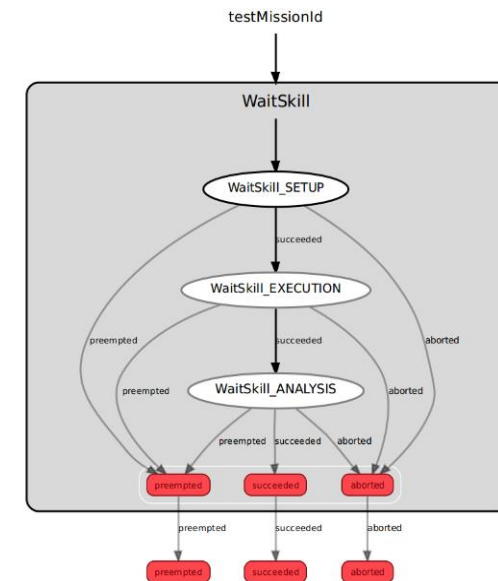 testMissionId
WaitSkill
WaitSkill_SETUP
succeeded
WaitSkill_EXECUTION
preempted
aborted
succeeded
preempted
aborted
WaitSkill_ANALYSIS
preempted
succeeded
aborted
preempted
succeeded
aborted
preempted
succeeded
aborted
preempted
succeeded
aborted